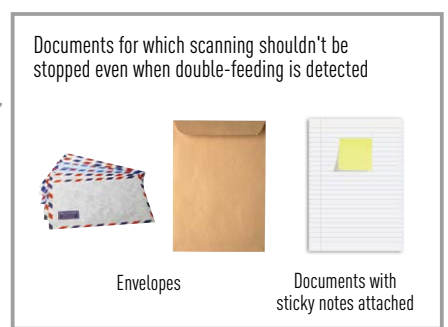 Documents for which scanning shouldn't be
stopped even when double-feeding is detected
Envelopes
Documents with
sticky notes attached